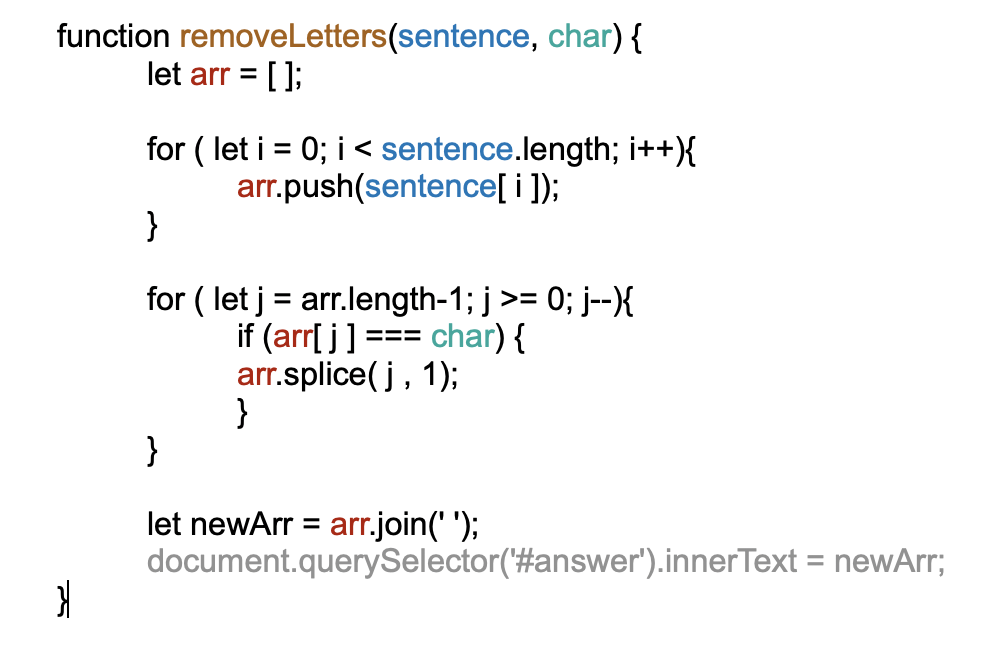 function removeLetters(sentence, char) {
let arr = [ ];
for ( let i = 0; i < sentence.length; i++){
arr.push(sentence[ i ]);
}
for ( let j = arr.length-1; j >= 0; j--){
if (arr[ j ] === char) {
arr.splice( j , 1);
}
}
let newArr = arr.join(' ');
document.querySelector('#answer').innerText = newArr;
}